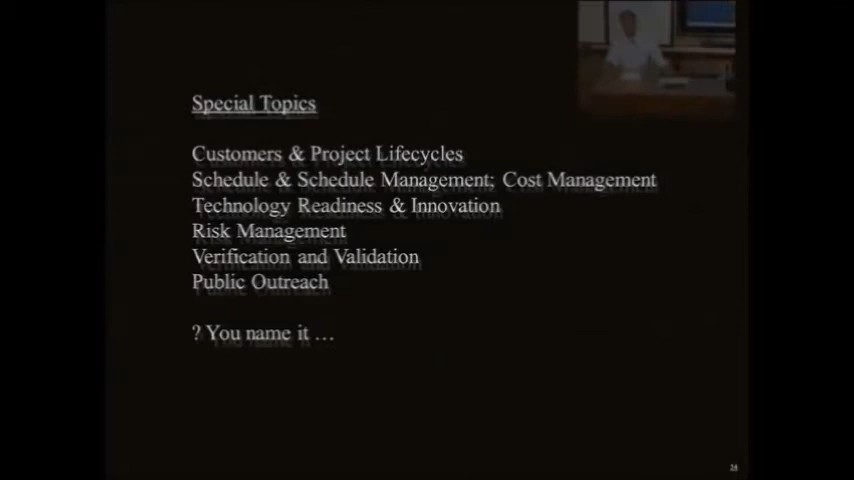 Special Topics
Customers & Project Lifecycles
Schedule & Schedule Management; Cost Management
Technology Readiness & Innovation
Risk Management
Verification and Validation
Public Outreach
? You name it …